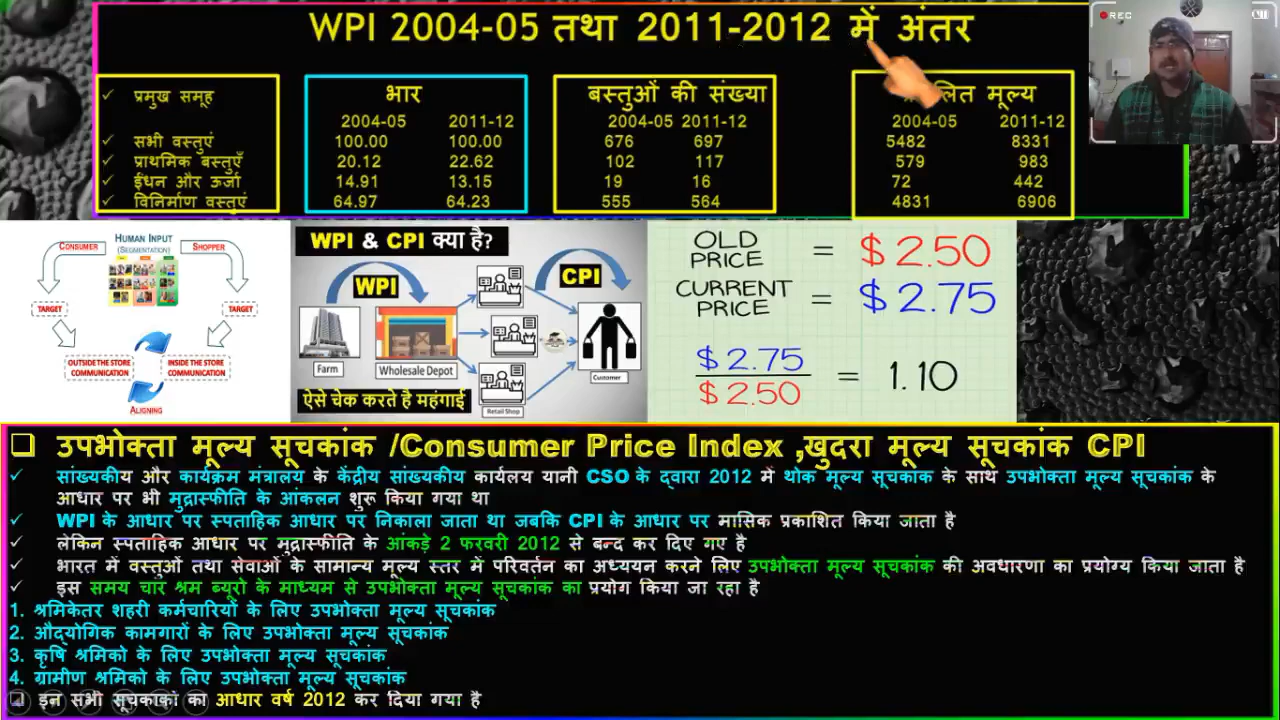 WPI 2004-05 तथा 2011-2012 में अंतर
REC
✓ प्रमुख समूह
✓ सभी वस्तुएं
✓ प्राथमिक बस्तुएँ
✓ ईंधन और ऊर्जा
✓ विनिर्माण वस्तुएं
भार
2004-05 2011-12
100.00 100.00
20.12 22.62
14.91 13.15
64.97 64.23
बस्तुओं की संख्या
2004-05 2011-12
676 697
102 117
19 16
555 564
मूल्य
2004-05 2011-12
5482 8331
579 983
72 442
4831 6906
CONSUMER
HUMAN INPUT
(SEGMENTATION)
SHOPPER
TARGET
TARGET
OUTSIDE THE STORE
COMMUNICATION
INSIDE THE STORE
COMMUNICATION
ALIGNING
WPI & CPI क्या है?
WPI
CPI
Farm
Wholesale Depot
Retail Shop
Customer
ऐसे चेक करते है महंगाई
OLD
PRICE = $2.50
CURRENT
PRICE = $2.75
$2.75
$2.50
= 1.10
❑ उपभोक्ता मूल्य सूचकांक /Consumer Price Index ,खुदरा मूल्य सूचकांक CPI
✓ सांख्यकीय और कार्यक्रम मंत्रालय के केंद्रीय सांख्यकीय कार्यलय यानी CSO के द्वारा 2012 में थोक मूल्य सूचकांक के साथ उपभोक्ता मूल्य सूचकांक के
आधार पर भी मुद्रास्फीति के आंकलन शुरू किया गया था
✓ WPI के आधार पर स्पताहिक आधार पर निकाला जाता था जबकि CPI के आधार पर मासिक प्रकाशित किया जाता है
✓ लेकिन स्पताहिक आधार पर मुद्रास्फीति के आंकड़े 2 फरवरी 2012 से बन्द कर दिए गए है
✓ भारत में वस्तुओं तथा सेवाओं के सामान्य मूल्य स्तर में परिवर्तन का अध्ययन करने लिए उपभोक्ता मूल्य सूचकांक की अवधारणा का प्रयोग्य किया जाता है
✓ इस समय चार श्रम ब्यूरो के माध्यम से उपभोक्ता मूल्य सूचकांक का प्रयोग किया जा रहा है
1. श्रमिकेतर शहरी कर्मचारियों के लिए उपभोक्ता मूल्य सूचकांक
2. औद्योगिक कामगारों के लिए उपभोक्ता मूल्य सूचकांक
3. कृषि श्रमिको के लिए उपभोक्ता मूल्य सूचकांक
4. ग्रामीण श्रमिको के लिए उपभोक्ता मूल्य सूचकांक
❑ इन सभी सूचकाकां का आधार वर्ष 2012 कर दिया गया है